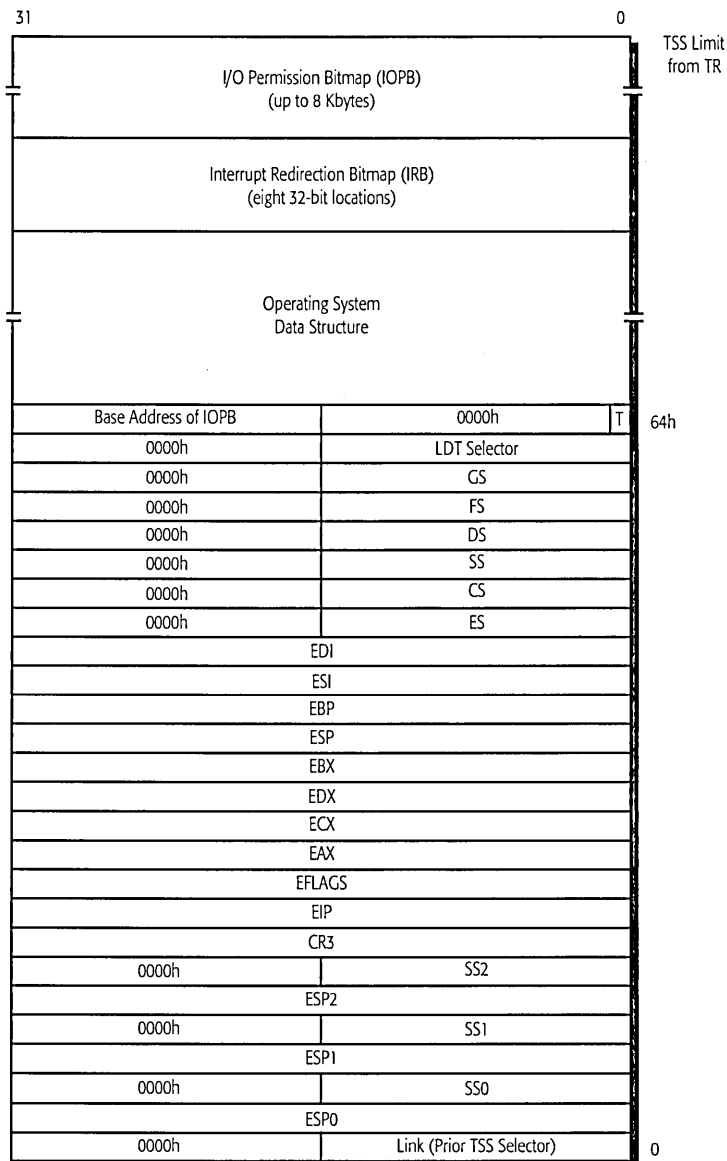 31 0
TSS Limit
from TR
I/O Permission Bitmap (IOPB)
(up to 8 Kbytes)
Interrupt Redirection Bitmap (IRB)
(eight 32-bit locations)
Operating System
Data Structure
Base Address of IOPB 0000h T 64h
0000h LDT Selector
0000h GS
0000h FS
0000h DS
0000h SS
0000h CS
0000h ES
EDI
ESI
EBP
ESP
EBX
EDX
ECX
EAX
EFLAGS
EIP
CR3
0000h SS2
ESP2
0000h SS1
ESP1
0000h SS0
ESP0
0000h Link (Prior TSS Selector) 0